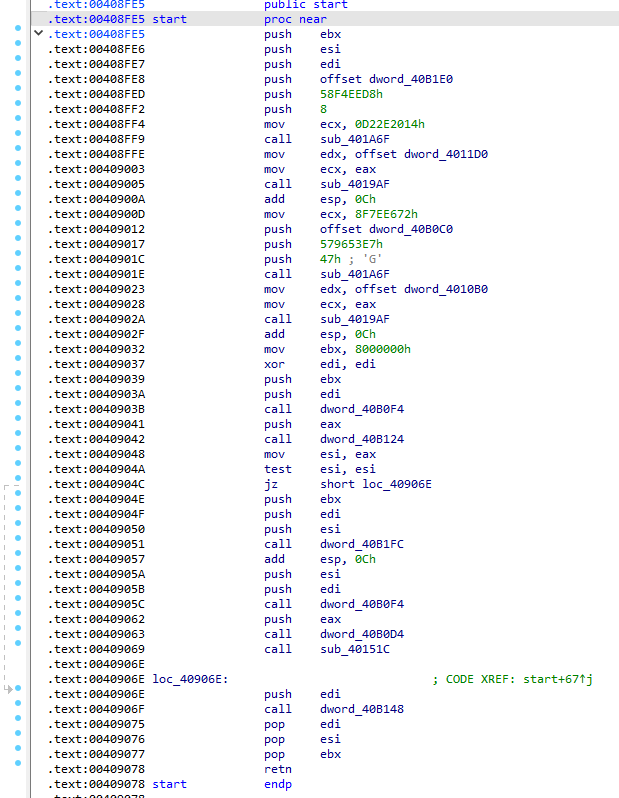 .text:00408FE5 public start
.text:00408FE5 start proc near
.text:00408FE5 push ebx
.text:00408FE6 push esi
.text:00408FE7 push edi
.text:00408FE8 push offset dword_40B1E0
.text:00408FED push 58F4EED8h
.text:00408FF2 push 8
.text:00408FF4 mov ecx, 0D22E2014h
.text:00408FF9 call sub_401A6F
.text:00408FFE mov edx, offset dword_4011D0
.text:00409003 mov ecx, eax
.text:00409005 call sub_4019AF
.text:0040900A add esp, 0Ch
.text:0040900D mov ecx, 8F7EE672h
.text:00409012 push offset dword_40B0C0
.text:00409017 push 579653E7h
.text:0040901C push 47h ; 'G'
.text:0040901E call sub_401A6F
.text:00409023 mov edx, offset dword_4010B0
.text:00409028 mov ecx, eax
.text:0040902A call sub_4019AF
.text:0040902F add esp, 0Ch
.text:00409032 mov ebx, 8000000h
.text:00409037 xor edi, edi
.text:00409039 push ebx
.text:0040903A push edi
.text:0040903B call dword_40B0F4
.text:00409041 push eax
.text:00409042 call dword_40B124
.text:00409048 mov esi, eax
.text:0040904A test esi, esi
.text:0040904C jz short loc_40906E
.text:0040904E push ebx
.text:0040904F push edi
.text:00409050 push esi
.text:00409051 call dword_40B1FC
.text:00409057 add esp, 0Ch
.text:0040905A push esi
.text:0040905B push edi
.text:0040905C call dword_40B0F4
.text:00409062 push eax
.text:00409063 call dword_40B0D4
.text:00409069 call sub_40151C
.text:0040906E
.text:0040906E loc_40906E: ; CODE XREF: start+67↑j
.text:0040906E push edi
.text:0040906F call dword_40B148
.text:00409075 pop edi
.text:00409076 pop esi
.text:00409077 pop ebx
.text:00409078 retn
.text:00409078 start endp